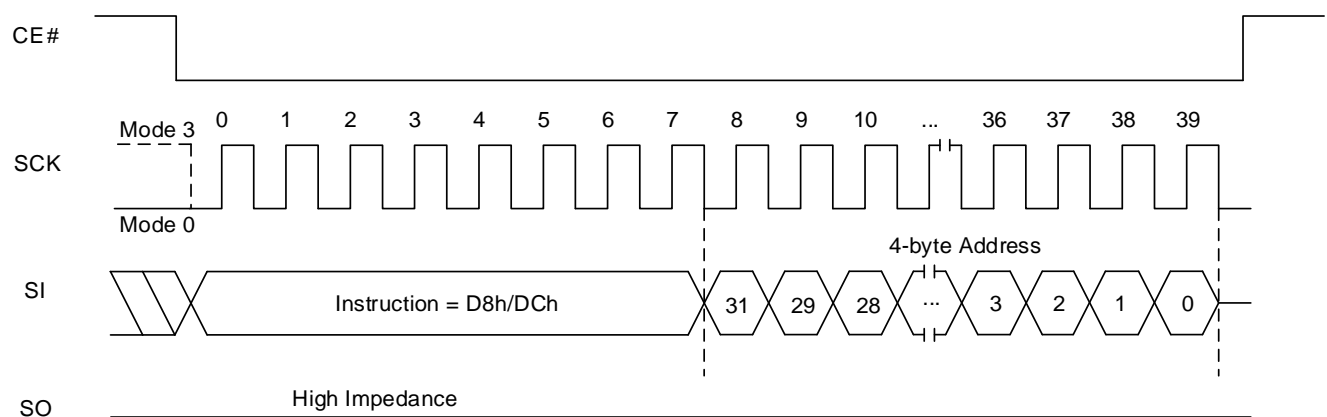 CE#
0 1 2 3 4 5 6 7 8 9 10 ... 36 37 38 39
Mode 3
SCK
Mode 0
4-byte Address
SI
Instruction = D8h/DCh 31 29 28 ... 3 2 1 0
High Impedance
SO